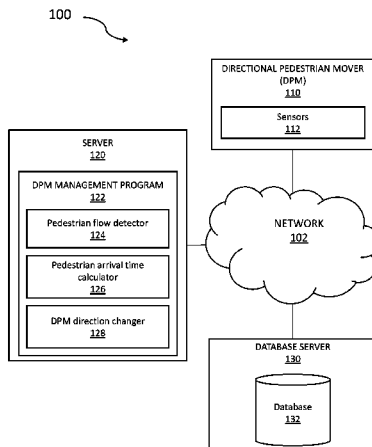 100
DIRECTIONAL PEDESTRIAN MOVER
(DPM)
110
Sensors
112
SERVER
120
DPM MANAGEMENT PROGRAM
122
Pedestrian flow detector
124
Pedestrian arrival time
calculator
126
DPM direction changer
128
NETWORK
102
DATABASE SERVER
130
Database
132